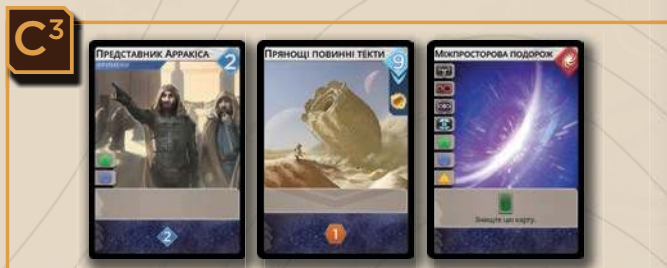 C³
Представник Арракіса
фримени
2
2
Прянощі повинні текти
9
1
Міжпросторова подорож
Знищте цю карту.